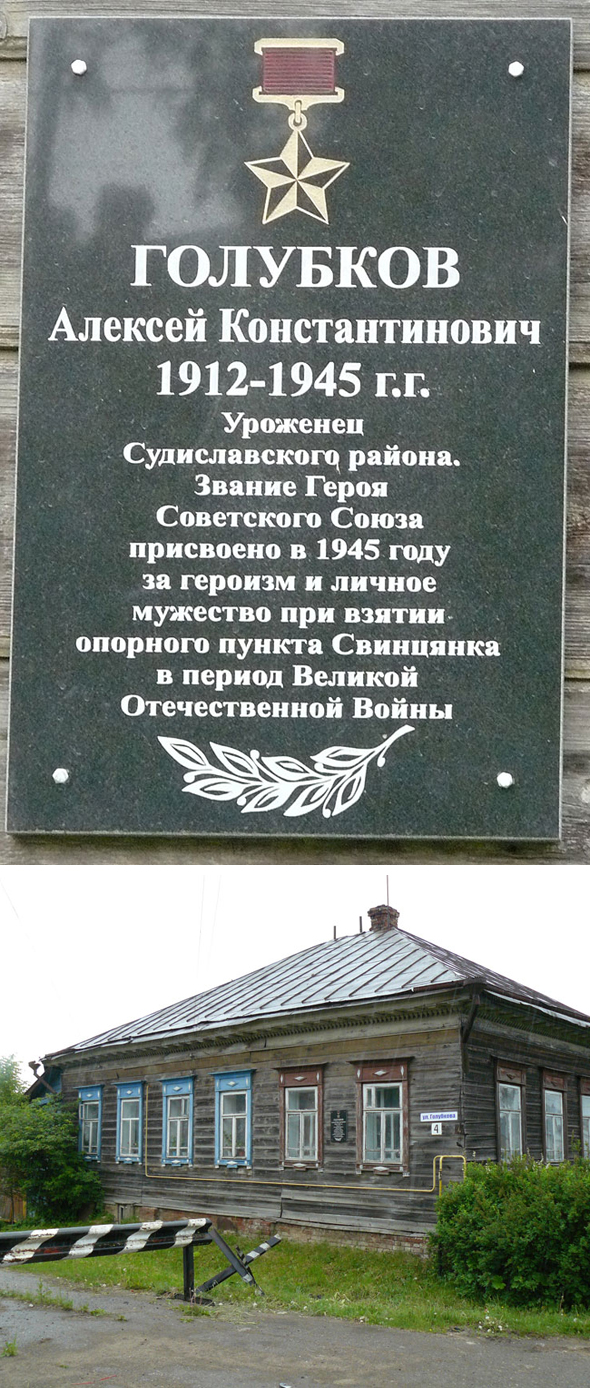 ГОЛУБКОВ
Алексей Константинович
1912-1945 г.г.
Уроженец
Судиславского района.
Звание Героя
Советского Союза
присвоено в 1945 году
за героизм и личное
мужество при взятии
опорного пункта Свинцянка
в период Великой
Отечественной Войны
ул. Голубкова
4